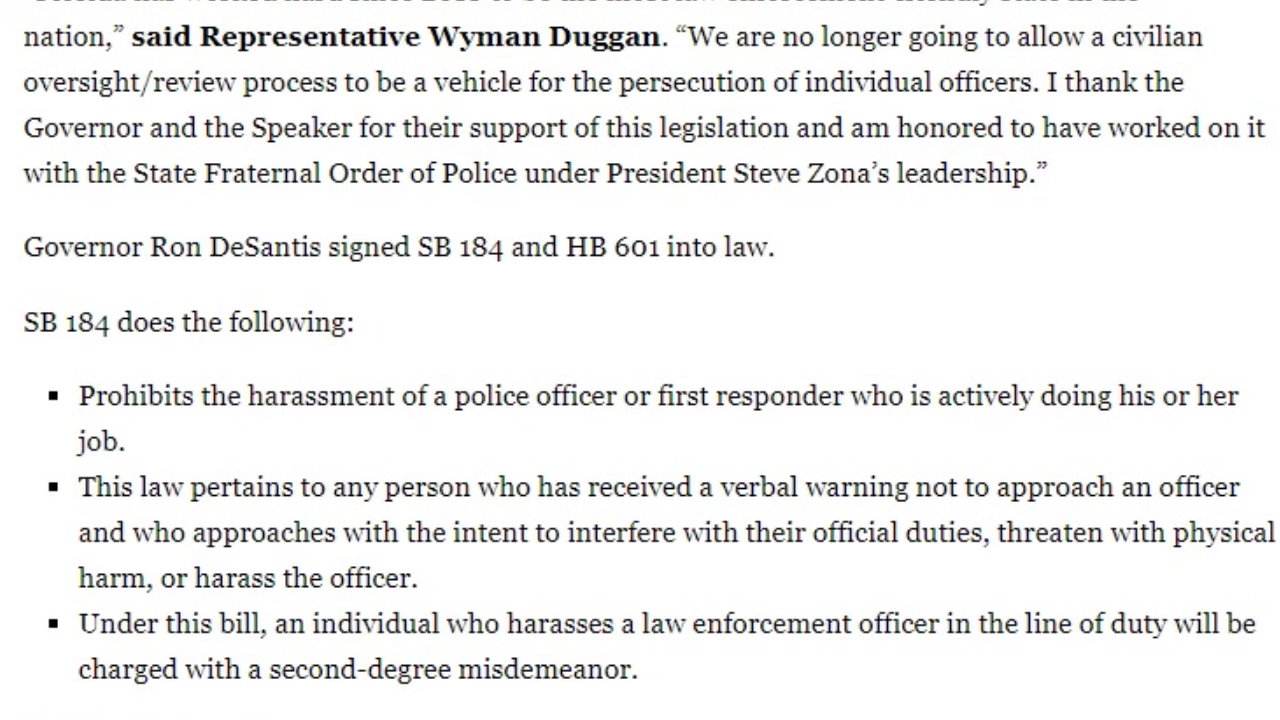 nation,” said Representative Wyman Duggan. “We are no longer going to allow a civilian
oversight/review process to be a vehicle for the persecution of individual officers. I thank the
Governor and the Speaker for their support of this legislation and am honored to have worked on it
with the State Fraternal Order of Police under President Steve Zona’s leadership.”
Governor Ron DeSantis signed SB 184 and HB 601 into law.
SB 184 does the following:
▪ Prohibits the harassment of a police officer or first responder who is actively doing his or her
job.
▪ This law pertains to any person who has received a verbal warning not to approach an officer
and who approaches with the intent to interfere with their official duties, threaten with physical
harm, or harass the officer.
▪ Under this bill, an individual who harasses a law enforcement officer in the line of duty will be
charged with a second-degree misdemeanor.